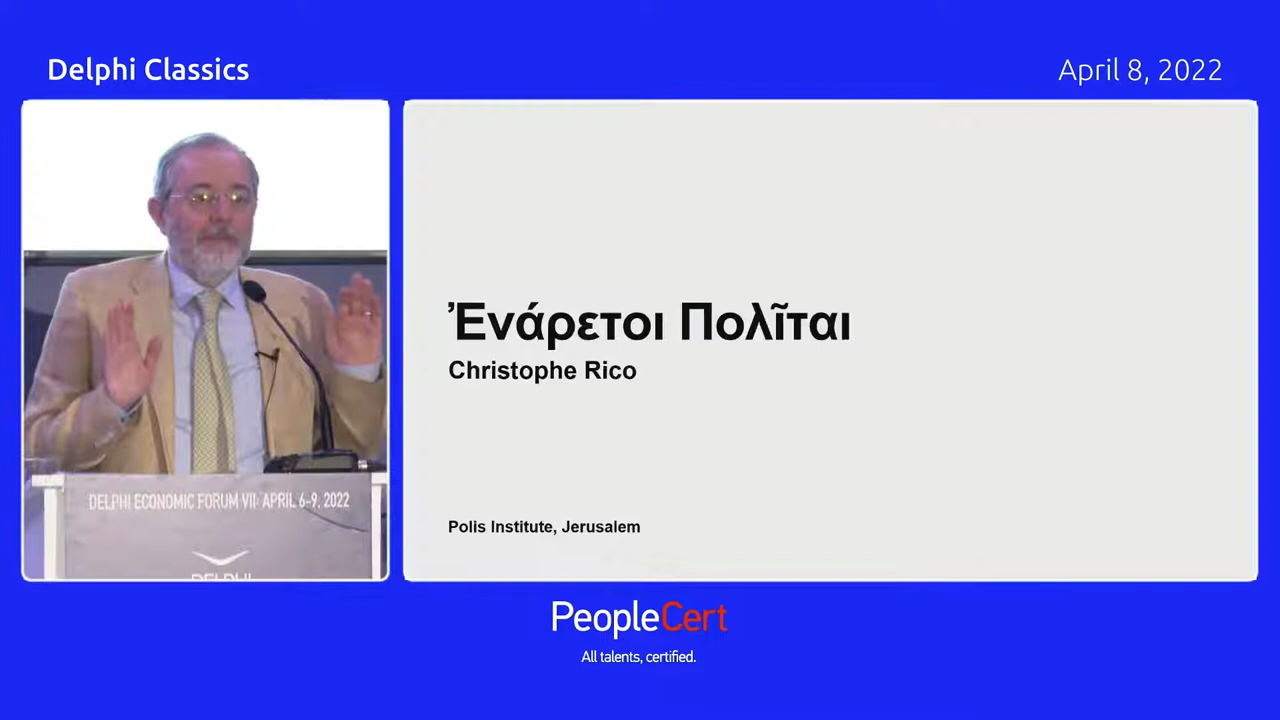 Delphi Classics
April 8, 2022
Ἐνάρετοι Πολῖται
Christophe Rico
Polis Institute, Jerusalem
DELPHI ECONOMIC FORUM VII: APRIL 6-9, 2022
DELPHI
PeopleCert
All talents, certified.